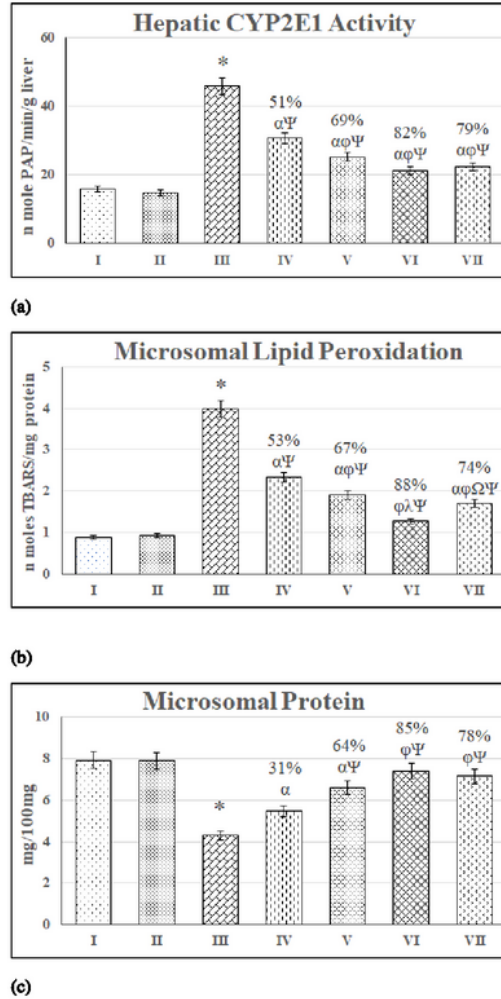 Hepatic CYP2E1 Activity
n mole PAP/min/g liver
60
40
20
0
*
51%
αΨ
69%
αφΨ
82%
αφΨ
79%
αφΨ
I II III IV V VI VII
(a)
Microsomal Lipid Peroxidation
n moles TBARS/mg protein
5
4
3
2
1
0
*
53%
αΨ
67%
αφΨ
88%
φλΨ
74%
αφΩΨ
I II III IV V VI VII
(b)
Microsomal Protein
mg/100mg
10
8
6
4
2
0
*
31%
α
64%
αΨ
85%
φΨ
78%
φΨ
I II III IV V VI VII
(c)